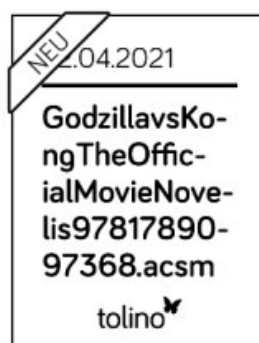 NEU
2.04.2021
GodzillavsKo-
ngTheOffic-
ialMovieNove-
lis97817890-
97368.acsm
tolino